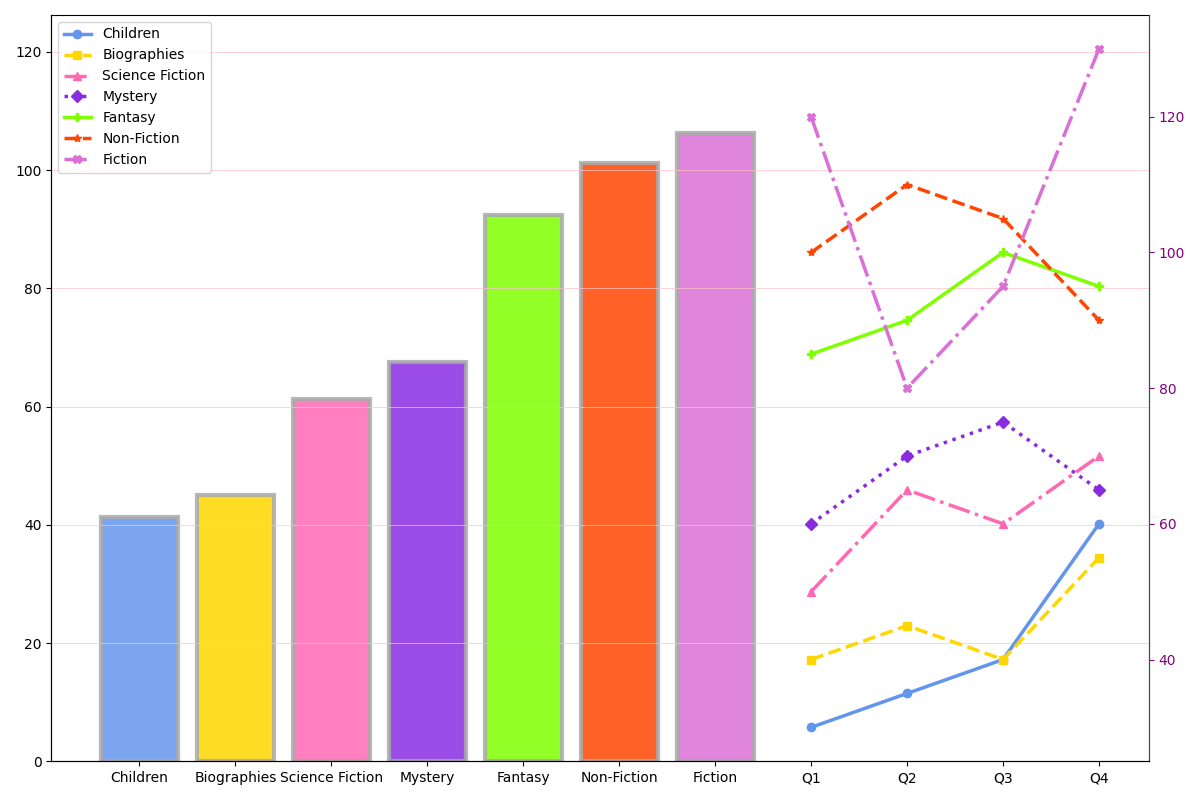 Children
Biographies
Science Fiction
Mystery
Fantasy
Non-Fiction
Fiction
120
100
80
60
40
20
0
120
100
80
60
40
Children Biographies Science Fiction Mystery Fantasy Non-Fiction Fiction Q1 Q2 Q3 Q4